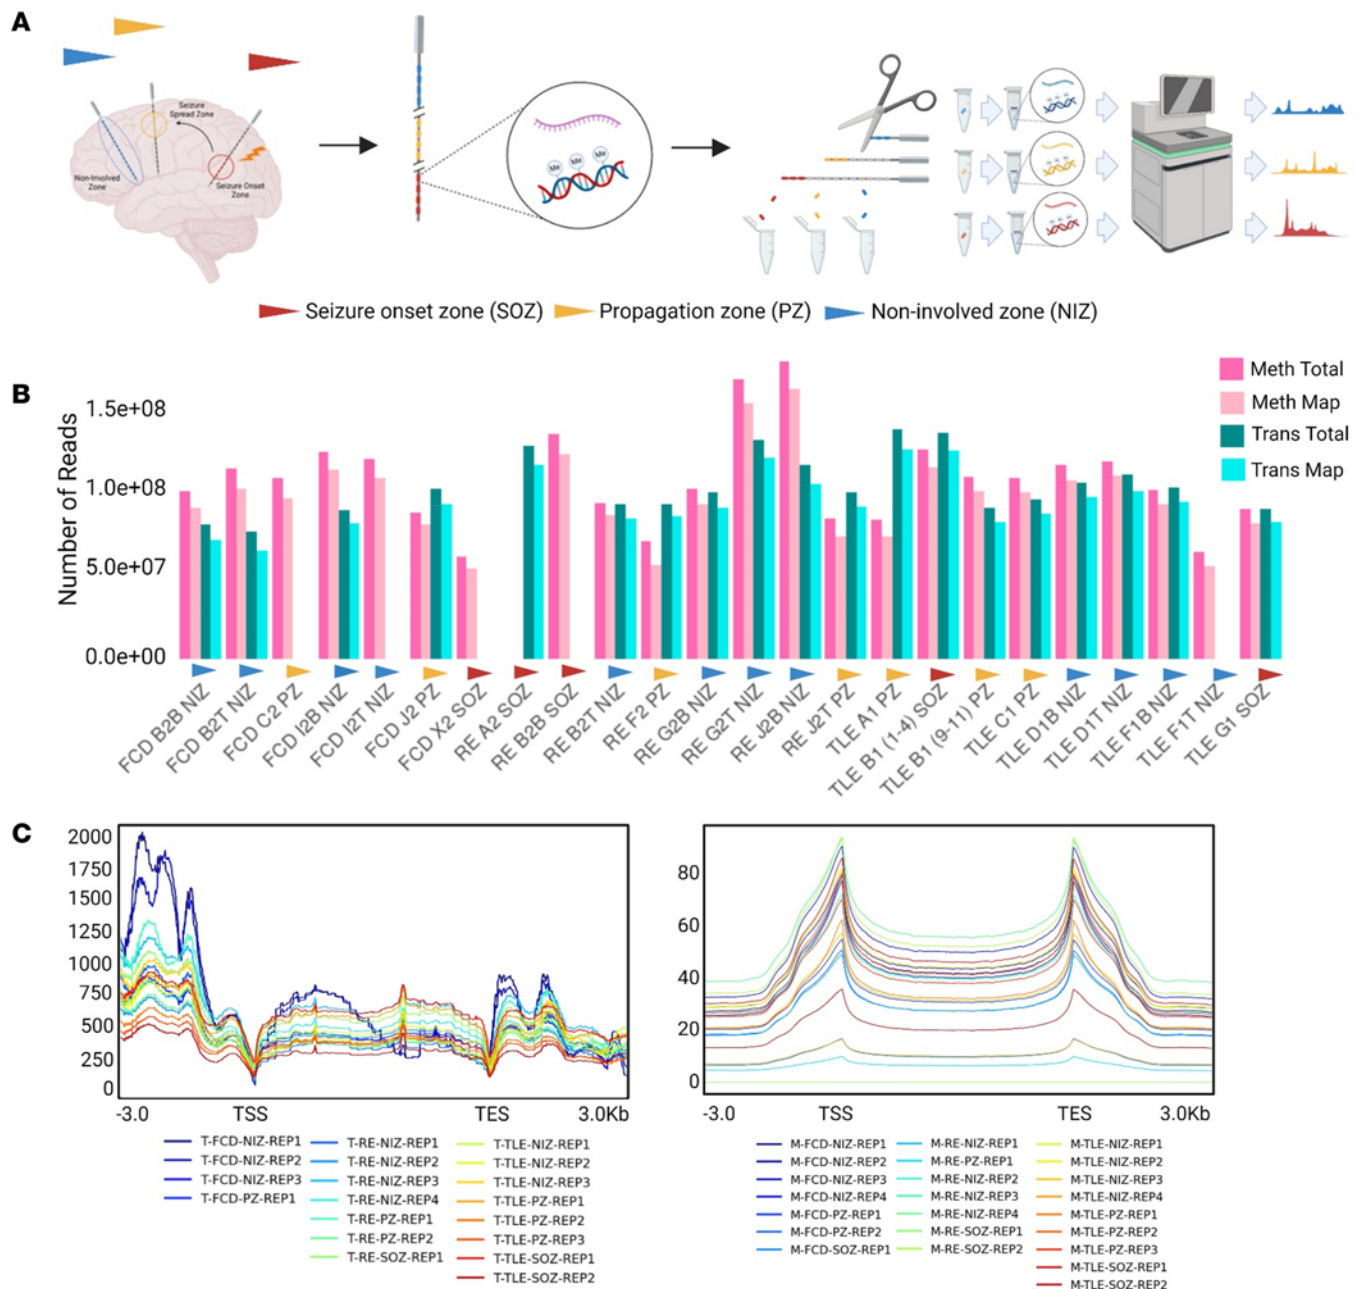 A
Seizure
Spread Zone
Non-Involved
Zone
Seizure Onset
Zone
Me Me Me
Seizure onset zone (SOZ)
Propagation zone (PZ)
Non-involved zone (NIZ)
B
Number of Reads
1.5e+08
1.0e+08
5.0e+07
0.0e+00
Meth Total
Meth Map
Trans Total
Trans Map
FCD B2B NIZ
FCD B2T NIZ
FCD C2 PZ
FCD I2B NIZ
FCD I2T NIZ
FCD J2 PZ
FCD X2 SOZ
RE A2 SOZ
RE B2B SOZ
RE B2T NIZ
RE F2 PZ
RE G2B NIZ
RE G2T NIZ
RE J2B NIZ
RE J2T PZ
TLE A1 PZ
TLE B1 (1-4) SOZ
TLE B1 (9-11) PZ
TLE C1 PZ
TLE D1B NIZ
TLE D1T NIZ
TLE F1B NIZ
TLE F1T NIZ
TLE G1 SOZ
C
2000
1750
1500
1250
1000
750
500
250
0
-3.0 TSS TES 3.0Kb
T-FCD-NIZ-REP1
T-FCD-NIZ-REP2
T-FCD-NIZ-REP3
T-FCD-PZ-REP1
T-RE-NIZ-REP1
T-RE-NIZ-REP2
T-RE-NIZ-REP3
T-RE-NIZ-REP4
T-RE-PZ-REP1
T-RE-PZ-REP2
T-RE-SOZ-REP1
T-TLE-NIZ-REP1
T-TLE-NIZ-REP2
T-TLE-NIZ-REP3
T-TLE-PZ-REP1
T-TLE-PZ-REP2
T-TLE-PZ-REP3
T-TLE-SOZ-REP1
T-TLE-SOZ-REP2
80
60
40
20
0
-3.0 TSS TES 3.0Kb
M-FCD-NIZ-REP1
M-FCD-NIZ-REP2
M-FCD-NIZ-REP3
M-FCD-NIZ-REP4
M-FCD-PZ-REP1
M-FCD-PZ-REP2
M-FCD-SOZ-REP1
M-RE-NIZ-REP1
M-RE-PZ-REP1
M-RE-NIZ-REP2
M-RE-NIZ-REP3
M-RE-NIZ-REP4
M-RE-SOZ-REP1
M-RE-SOZ-REP2
M-TLE-NIZ-REP1
M-TLE-NIZ-REP2
M-TLE-NIZ-REP3
M-TLE-NIZ-REP4
M-TLE-PZ-REP1
M-TLE-PZ-REP2
M-TLE-PZ-REP3
M-TLE-SOZ-REP1
M-TLE-SOZ-REP2